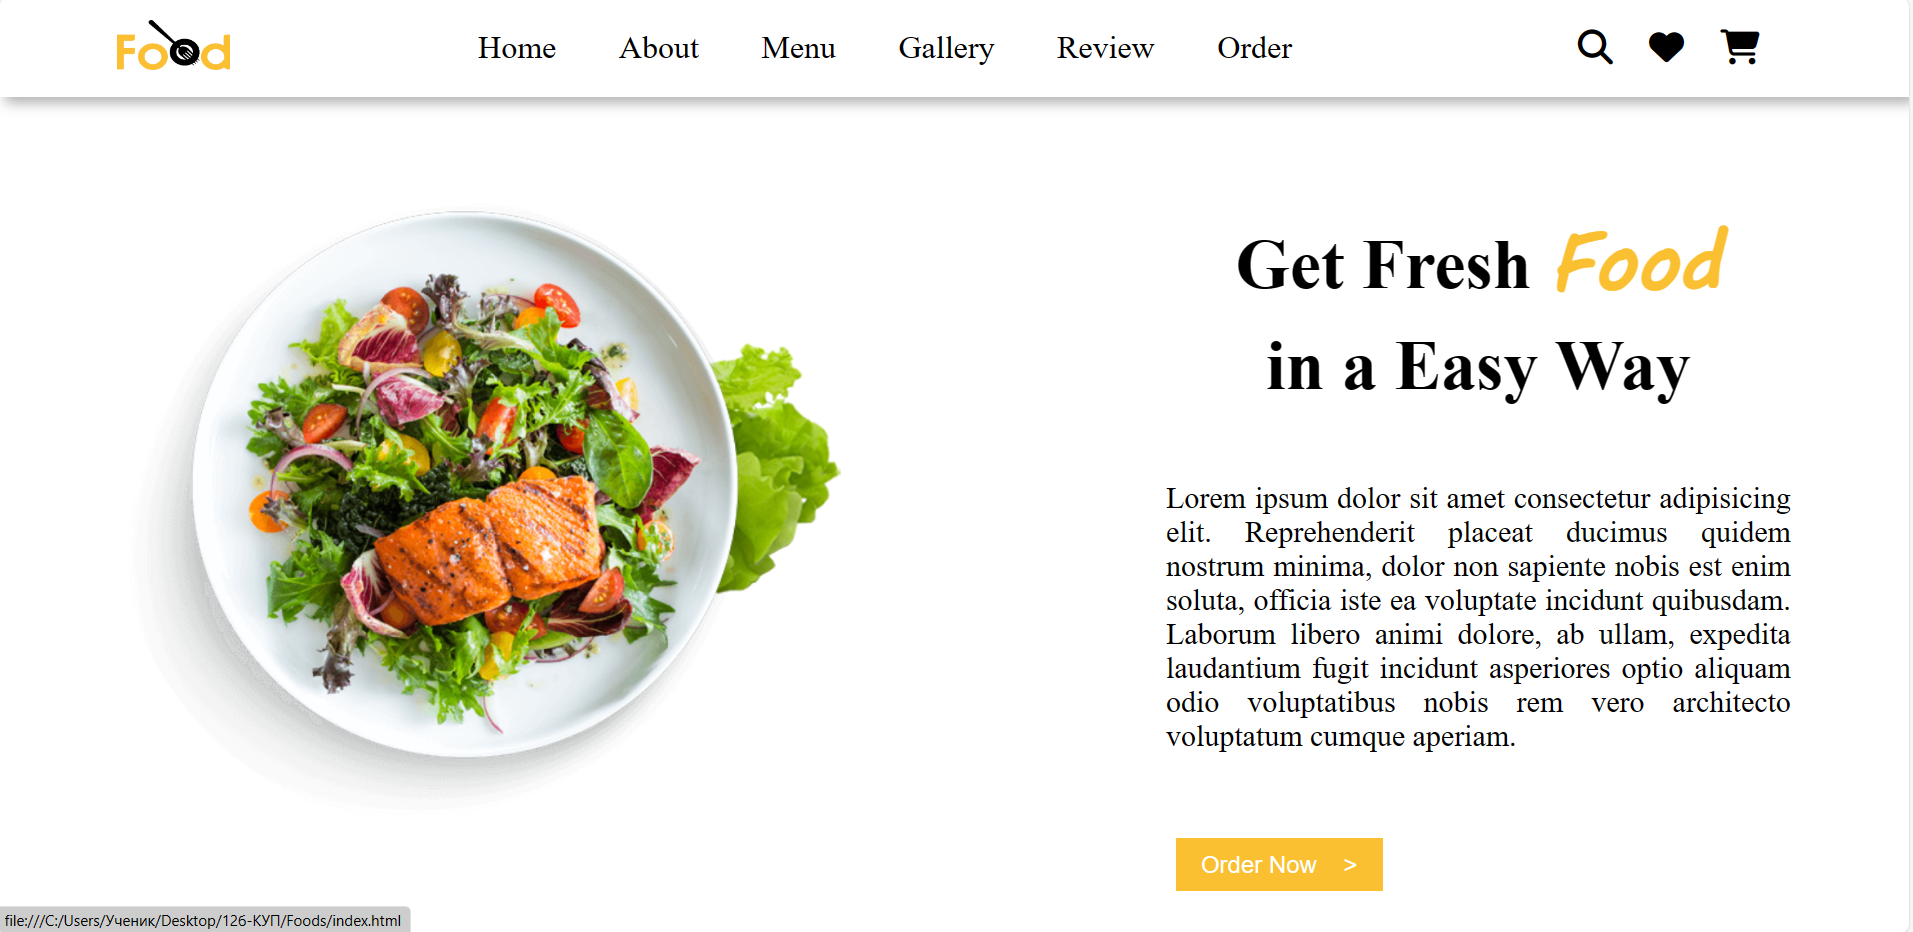 Food
Home About Menu Gallery Review Order
Get Fresh Food
in a Easy Way
Lorem ipsum dolor sit amet consectetur adipisicing
elit. Reprehenderit placeat ducimus quidem
nostrum minima, dolor non sapiente nobis est enim
soluta, officia iste ea voluptate incidunt quibusdam.
Laborum libero animi dolore, ab ullam, expedita
laudantium fugit incidunt asperiores optio aliquam
odio voluptatibus nobis rem vero architecto
voluptatum cumque aperiam.
Order Now >
file:///C:/Users/Ученик/Desktop/126-КУП/Foods/index.html